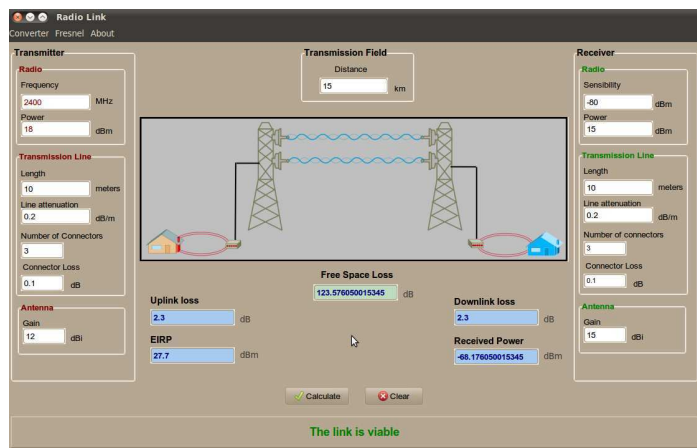 Radio Link
Converter Fresnel About
Transmitter
Radio
Frequency
2400 MHz
Power
18 dBm
Transmission Line
Length
10 meters
Line attenuation
0.2 dB/m
Number of Connectors
3
Connector Loss
0.1 dB
Antenna
Gain
12 dBi
Transmission Field
Distance
15 km
Free Space Loss
123.576050015345 dB
Uplink loss
2.3 dB
EIRP
27.7 dBm
Downlink loss
2.3 dB
Received Power
-68.176050015345 dBm
Receiver
Radio
Sensibility
-80 dBm
Power
15 dBm
Transmission Line
Length
10 meters
Line attenuation
0.2 dB/m
Number of connectors
3
Connector Loss
0.1 dB
Antenna
Gain
15 dBi
Calculate Clear
The link is viable